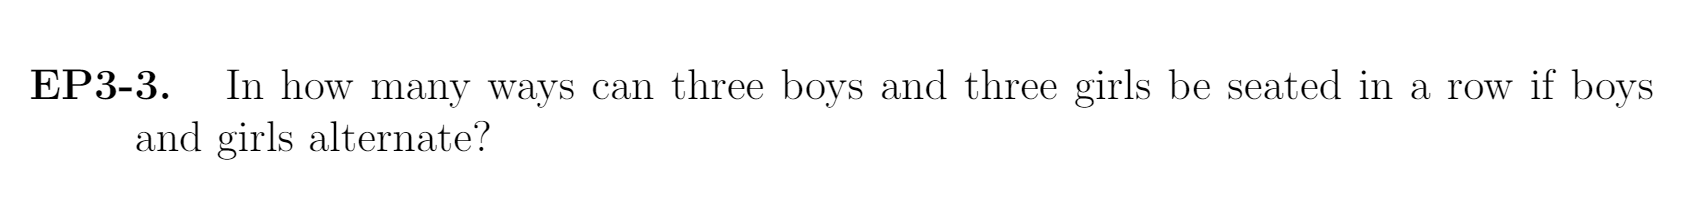 EP3-3. In how many ways can three boys and three girls be seated in a row if boys
and girls alternate?